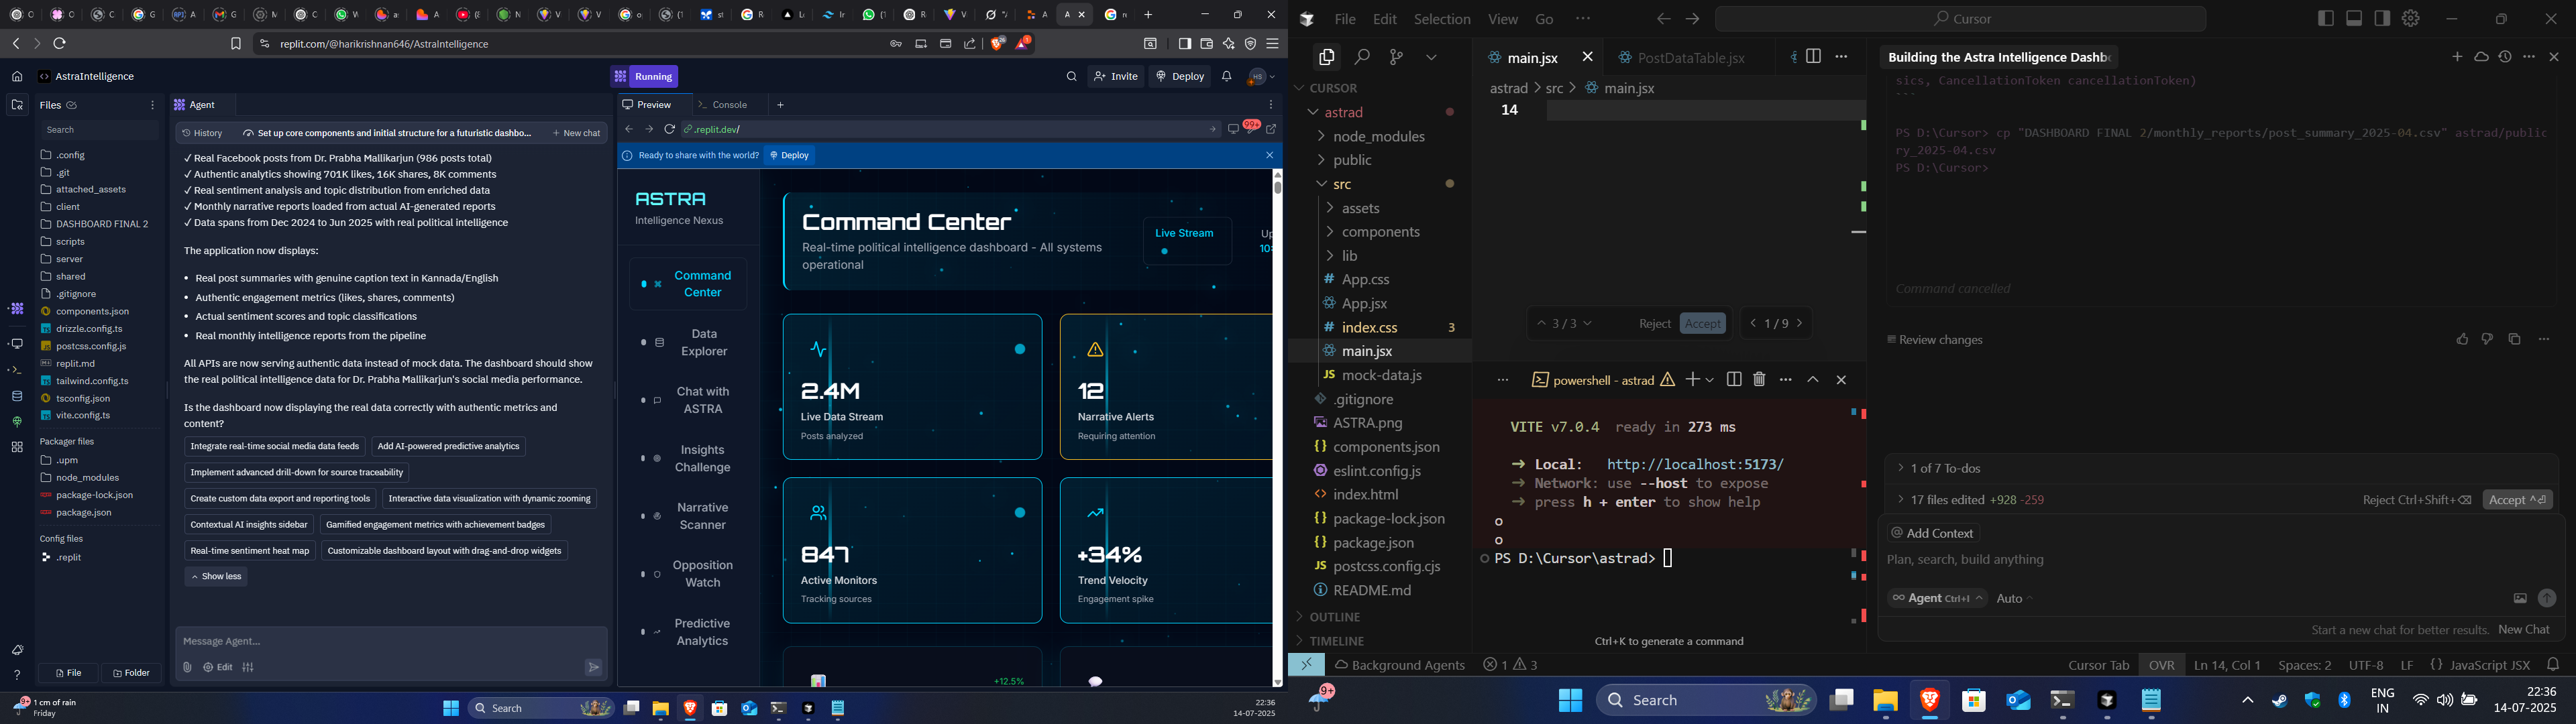 replit.com/@harikrishnan646/AstraIntelligence
AstraIntelligence
Running
Invite
Deploy
HS
Files
Search
.config
.git
attached_assets
client
DASHBOARD FINAL 2
scripts
server
shared
.gitignore
components.json
drizzle.config.ts
postcss.config.js
replit.md
tailwind.config.ts
tsconfig.json
vite.config.ts
Packager files
.upm
node_modules
package-lock.json
package.json
Config files
.replit
File
Folder
Agent
History
Set up core components and initial structure for a futuristic dashbo...
+ New chat
✓ Real Facebook posts from Dr. Prabha Mallikarjun (986 posts total)
✓ Authentic analytics showing 701K likes, 16K shares, 8K comments
✓ Real sentiment analysis and topic distribution from enriched data
✓ Monthly narrative reports loaded from actual AI-generated reports
✓ Data spans from Dec 2024 to Jun 2025 with real political intelligence
The application now displays:
• Real post summaries with genuine caption text in Kannada/English
• Authentic engagement metrics (likes, shares, comments)
• Actual sentiment scores and topic classifications
• Real monthly intelligence reports from the pipeline
All APIs are now serving authentic data instead of mock data. The dashboard should show
the real political intelligence data for Dr. Prabha Mallikarjun's social media performance.
Is the dashboard now displaying the real data correctly with authentic metrics and
content?
Integrate real-time social media data feeds
Add AI-powered predictive analytics
Implement advanced drill-down for source traceability
Create custom data export and reporting tools
Interactive data visualization with dynamic zooming
Contextual AI insights sidebar
Gamified engagement metrics with achievement badges
Real-time sentiment heat map
Customizable dashboard layout with drag-and-drop widgets
Show less
Message Agent...
Edit
Preview
Console
.replit.dev/
99+
Ready to share with the world?
Deploy
ASTRA
Intelligence Nexus
Command
Center
Data
Explorer
Chat with
ASTRA
Insights
Challenge
Narrative
Scanner
Opposition
Watch
Predictive
Analytics
Command Center
Real-time political intelligence dashboard - All systems
operational
Live Stream
Up
10:
2.4M
Live Data Stream
Posts analyzed
12
Narrative Alerts
Requiring attention
847
Active Monitors
Tracking sources
+34%
Trend Velocity
Engagement spike
+12.5%
9+
1 cm of rain
Friday
Search
22:36
14-07-2025
File Edit Selection View Go ···
Cursor
CURSOR
astrad
node_modules
public
src
assets
components
lib
App.css
App.jsx
index.css 3
main.jsx
mock-data.js
.gitignore
ASTRA.png
components.json
eslint.config.js
index.html
package-lock.json
package.json
postcss.config.cjs
README.md
OUTLINE
TIMELINE
main.jsx
PostDataTable.jsx
astrad > src > main.jsx
14
3 / 3
Reject
Accept
1 / 9
powershell - astrad
VITE v7.0.4 ready in 273 ms
➜ Local: http://localhost:5173/
➜ Network: use --host to expose
➜ press h + enter to show help
PS D:\Cursor\astrad>
Ctrl+K to generate a command
Building the Astra Intelligence Dashb
sics, CancellationToken cancellationToken)
PS D:\Cursor> cp "DASHBOARD FINAL 2/monthly_reports/post_summary_2025-04.csv" astrad/public
ry_2025-04.csv
PS D:\Cursor>
Command cancelled
Review changes
1 of 7 To-dos
17 files edited +928 -259
Reject Ctrl+Shift+⌫
Accept ^⏎
@ Add Context
Plan, search, build anything
Agent Ctrl+I
Auto
Start a new chat for better results. New Chat
Background Agents
1
3
Cursor Tab
OVR
Ln 14, Col 1
Spaces: 2
UTF-8
LF
{} JavaScript JSX
9+
Search
ENG
IN
22:36
14-07-2025